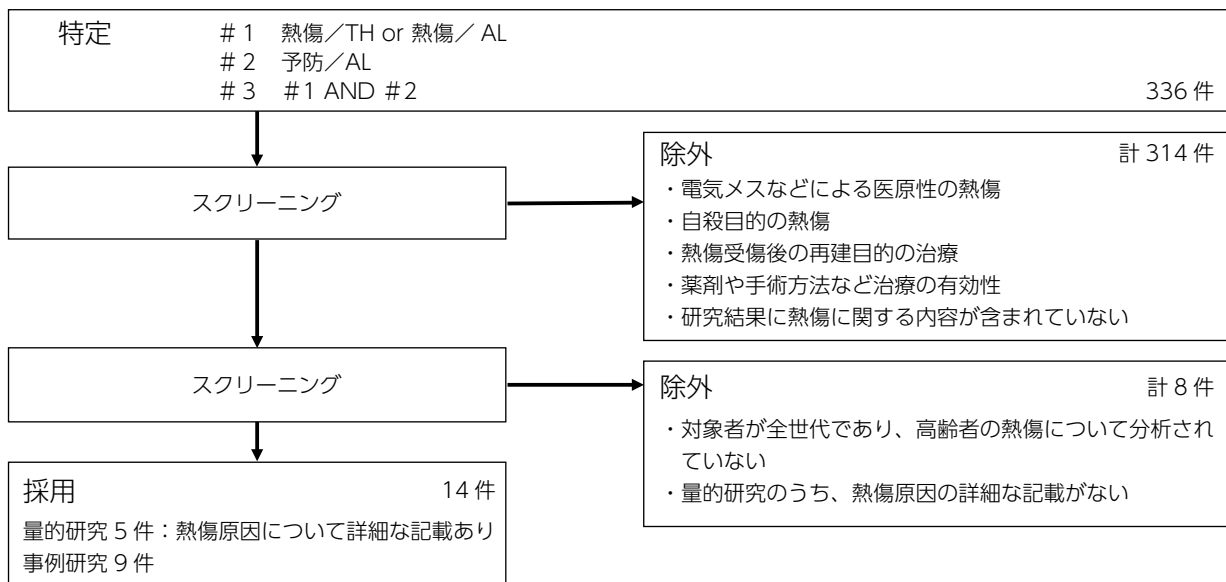 特定
＃1 熱傷／TH or 熱傷／ AL
＃2 予防／AL
＃3 ＃1 AND ＃2
336 件
スクリーニング
除外 計 314 件
・電気メスなどによる医原性の熱傷
・自殺目的の熱傷
・熱傷受傷後の再建目的の治療
・薬剤や手術方法など治療の有効性
・研究結果に熱傷に関する内容が含まれていない
スクリーニング
除外 計 8 件
・対象者が全世代であり、高齢者の熱傷について分析され
ていない
・量的研究のうち、熱傷原因の詳細な記載がない
採用 14 件
量的研究 5 件：熱傷原因について詳細な記載あり
事例研究 9 件